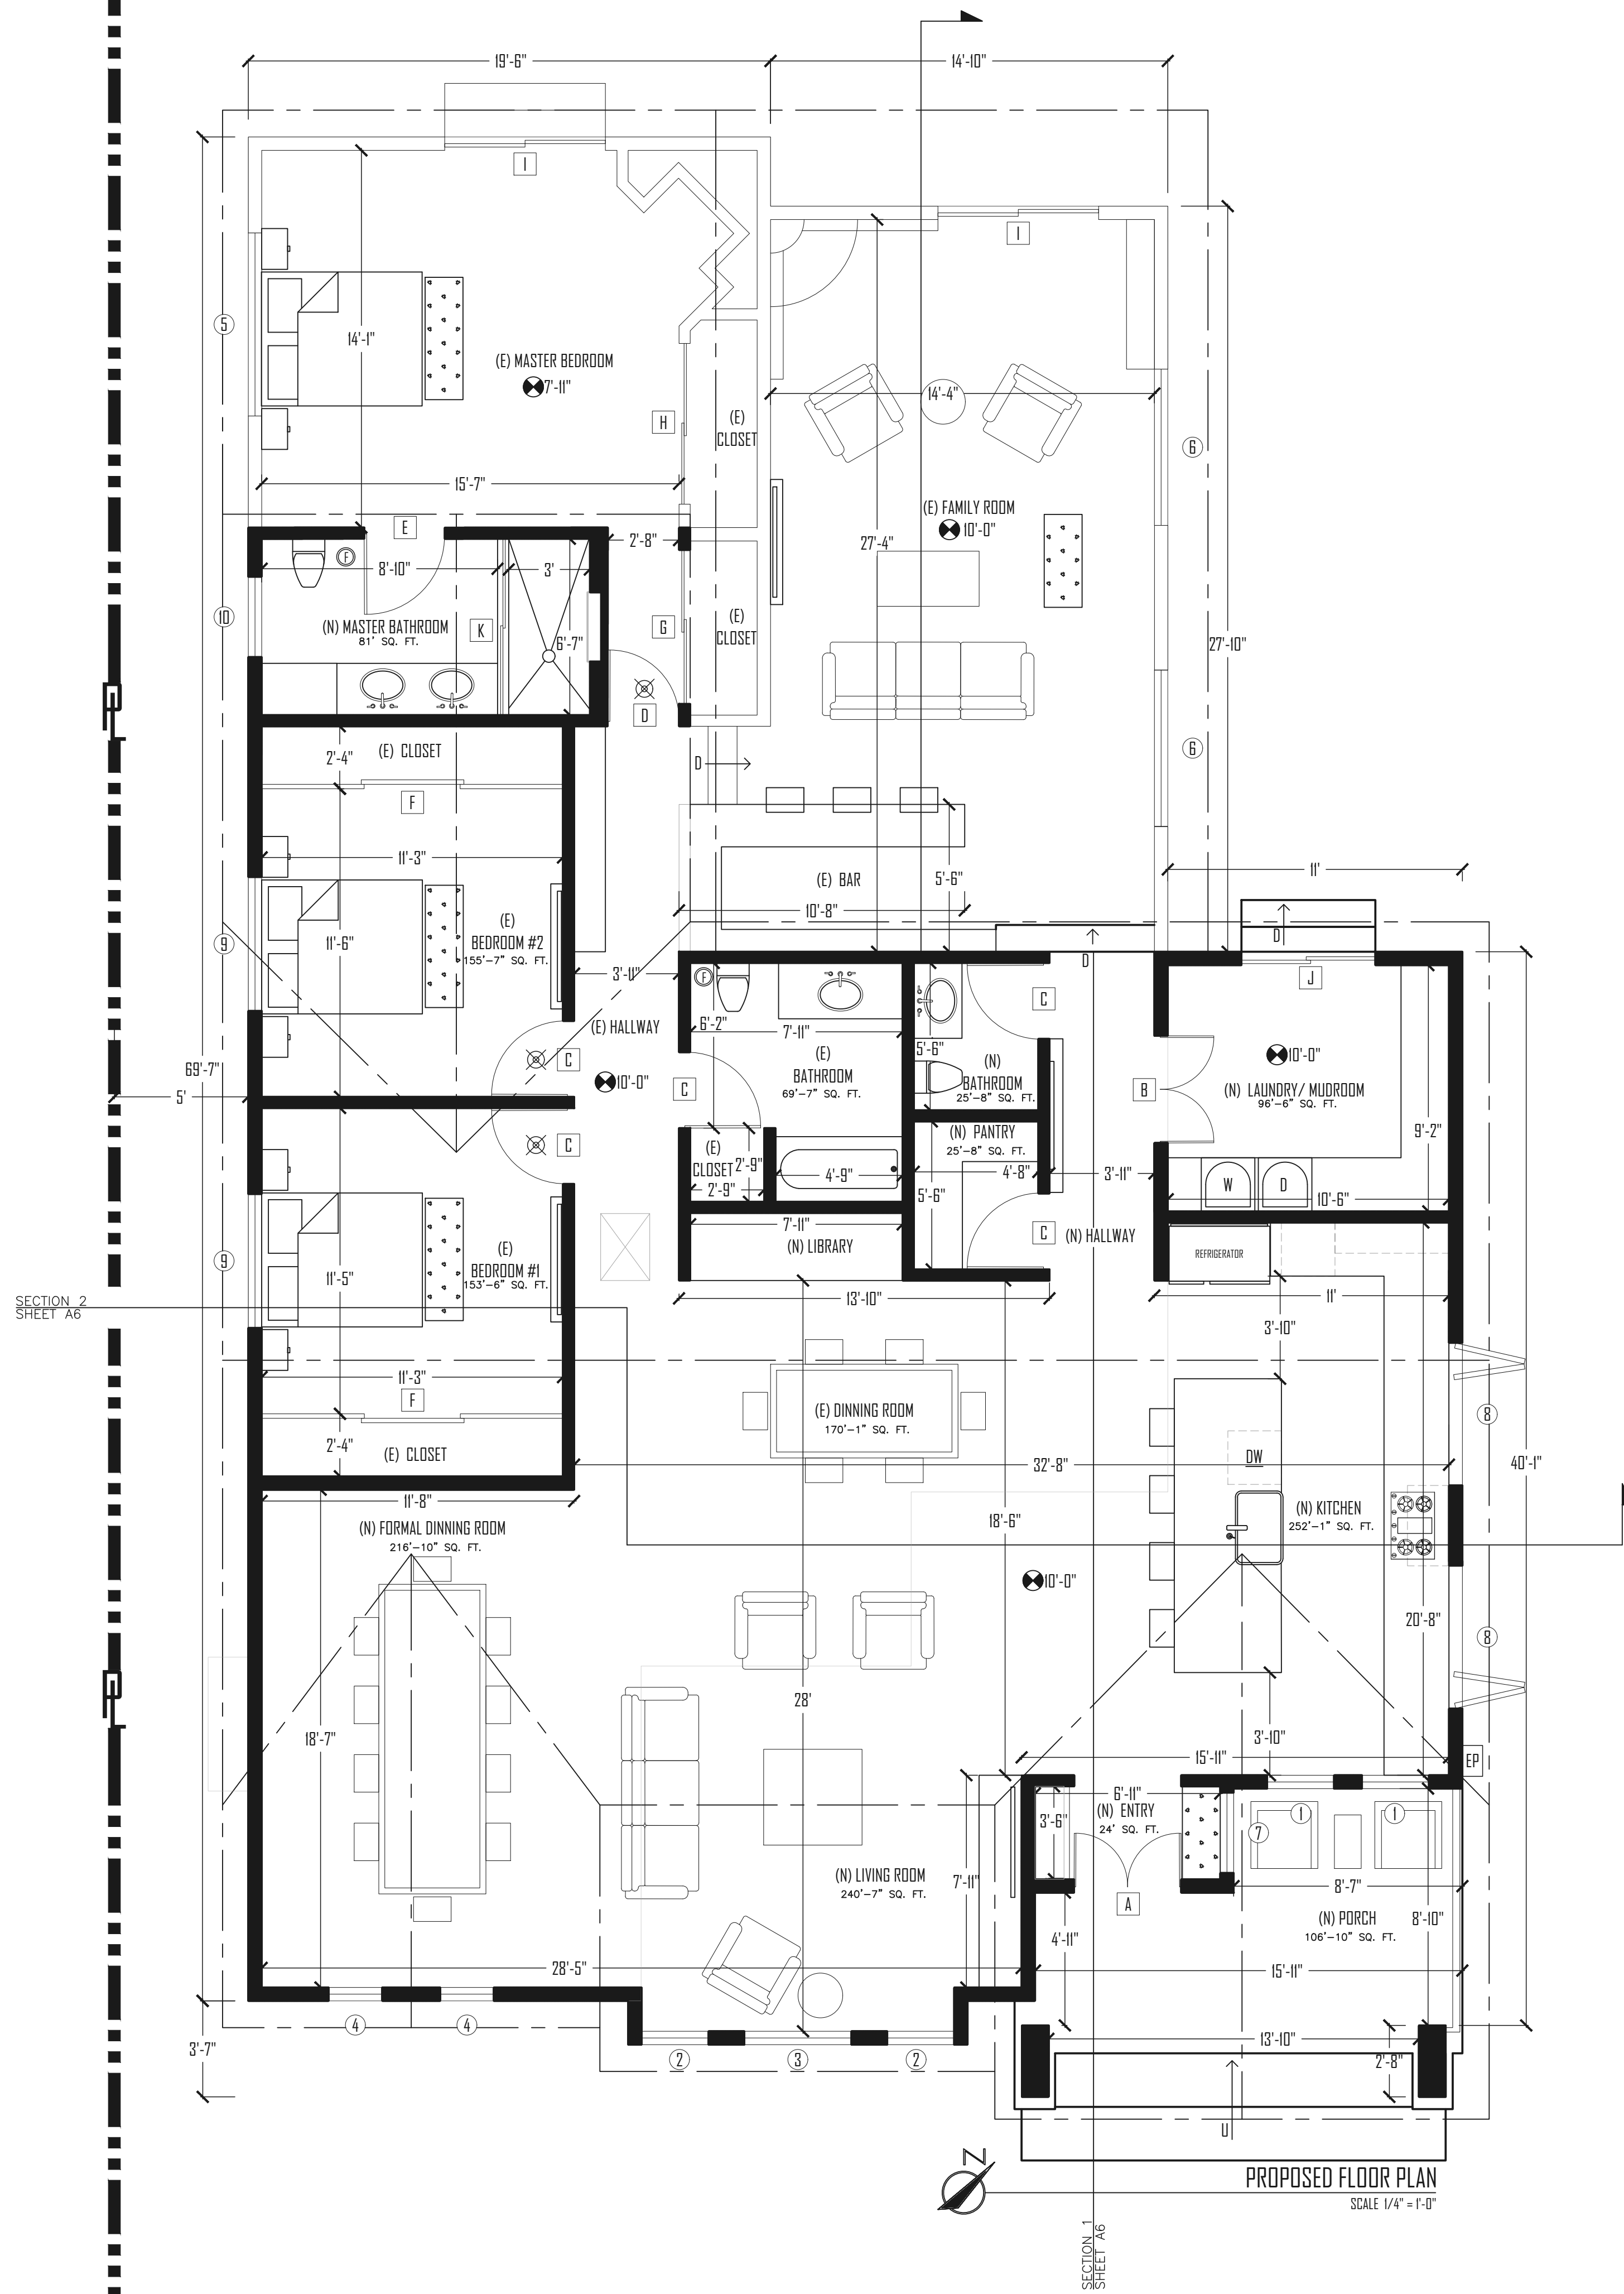 19'-6"
14'-10"
I
I
5
14'-1"
(E) MASTER BEDROOM
7'-11"
H
(E)
CLOSET
14'-4"
6
15'-7"
(E) FAMILY ROOM
10'-0"
E
2'-8"
27'-4"
F
8'-10"
3'
10
(N) MASTER BATHROOM
81' SQ. FT.
K
6'-7"
G
(E)
CLOSET
27'-10"
D
PL
(E) CLOSET
2'-4"
D
6
F
11'-3"
11'
(E) BAR
5'-6"
10'-8"
9
11'-6"
(E)
BEDROOM #2
155'-7" SQ. FT.
D
D
3'-11"
F
J
C
6'-2"
7'-11"
(E) HALLWAY
5'-6"
(E)
BATHROOM
69'-7" SQ. FT.
(N)
BATHROOM
25'-8" SQ. FT.
10'-0"
(N) LAUNDRY/ MUDROOM
96'-6" SQ. FT.
69'-7"
5'
C
10'-0"
C
B
9'-2"
C
(N) PANTRY
25'-8" SQ. FT.
(E)
CLOSET
2'-9"
2'-9"
4'-9"
4'-8"
3'-11"
5'-6"
W
D
10'-6"
7'-11"
(N) LIBRARY
C
(N) HALLWAY
REFRIGERATOR
9
(E)
BEDROOM #1
153'-6" SQ. FT.
11'-5"
SECTION 2
SHEET A6
13'-10"
11'
3'-10"
11'-3"
F
2'-4"
(E) CLOSET
(E) DINNING ROOM
170'-1" SQ. FT.
8
DW
32'-8"
40'-1"
11'-8"
(N) FORMAL DINNING ROOM
216'-10" SQ. FT.
18'-6"
(N) KITCHEN
252'-1" SQ. FT.
10'-0"
20'-8"
8
PL
28'
18'-7"
3'-10"
15'-11"
EP
6'-11"
(N) ENTRY
24' SQ. FT.
3'-6"
7
1
1
(N) LIVING ROOM
240'-7" SQ. FT.
7'-11"
8'-7"
A
(N) PORCH
106'-10" SQ. FT.
8'-10"
4'-11"
28'-5"
15'-11"
4
4
3'-7"
2
3
2
13'-10"
2'-8"
U
N
PROPOSED FLOOR PLAN
SCALE 1/4" = 1'-0"
SECTION 1
SHEET A6